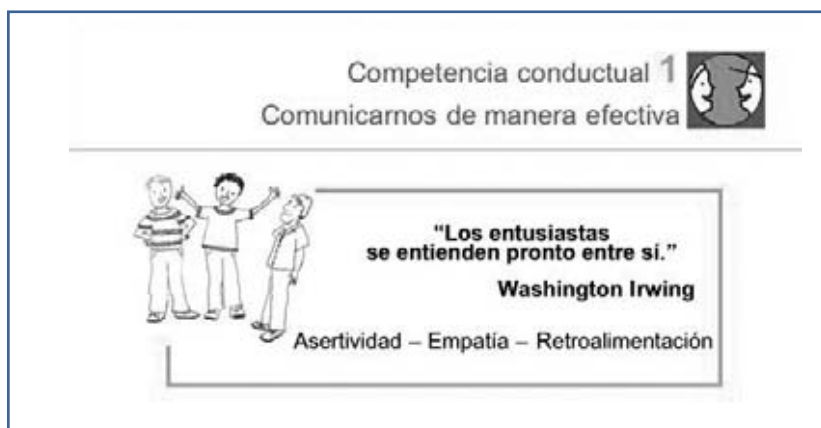 Competencia conductual 1
Comunicarnos de manera efectiva
“Los entusiastas
se entienden pronto entre sí.”
Washington Irwing
Asertividad – Empatía – Retroalimentación